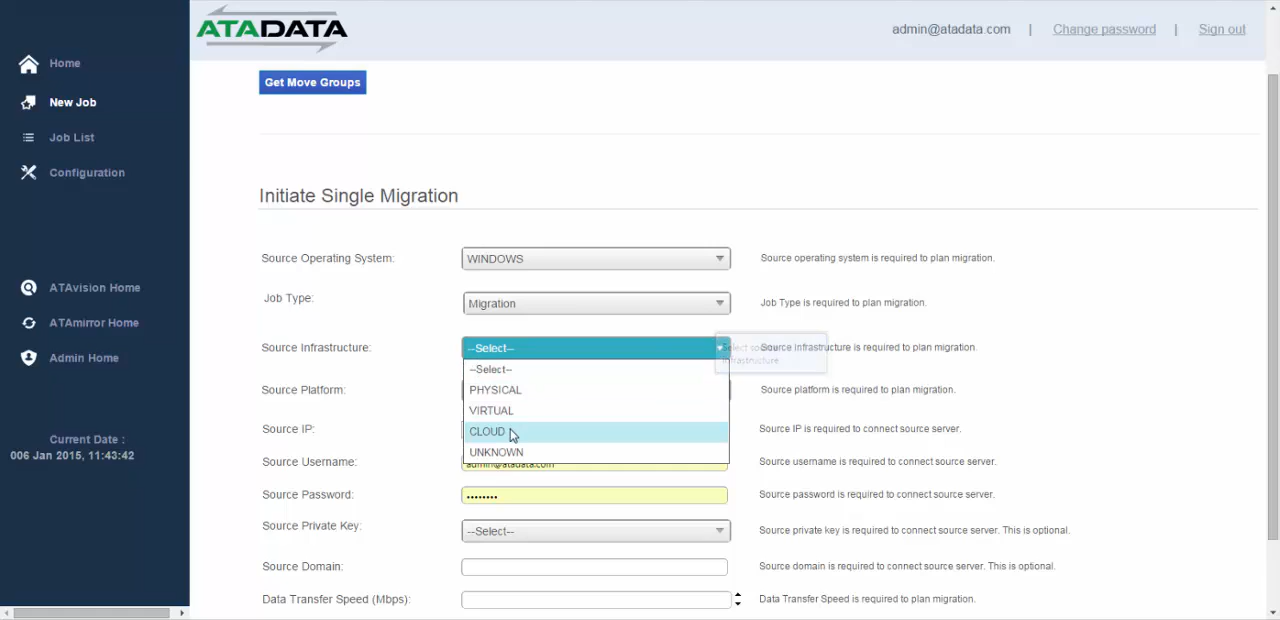 ATADATA
admin@atadata.com | Change password | Sign out
Home
New Job
Job List
Configuration
ATAvision Home
ATAmirror Home
Admin Home
Current Date :
006 Jan 2015, 11:43:42
Get Move Groups
Initiate Single Migration
Source Operating System: WINDOWS Source operating system is required to plan migration.
Job Type: Migration Job Type is required to plan migration.
Source Infrastructure: --Select-- Source Infrastructure is required to plan migration.
Select source
infrastructure
--Select--
PHYSICAL
VIRTUAL
CLOUD
UNKNOWN
Source Platform: Source platform is required to plan migration.
Source IP: Source IP is required to connect source server.
Source Username: admin@atadata.com Source username is required to connect source server.
Source Password: •••••••• Source password is required to connect source server.
Source Private Key: --Select-- Source private key is required to connect source server. This is optional.
Source Domain: Source domain is required to connect source server. This is optional.
Data Transfer Speed (Mbps): Data Transfer Speed is required to plan migration.